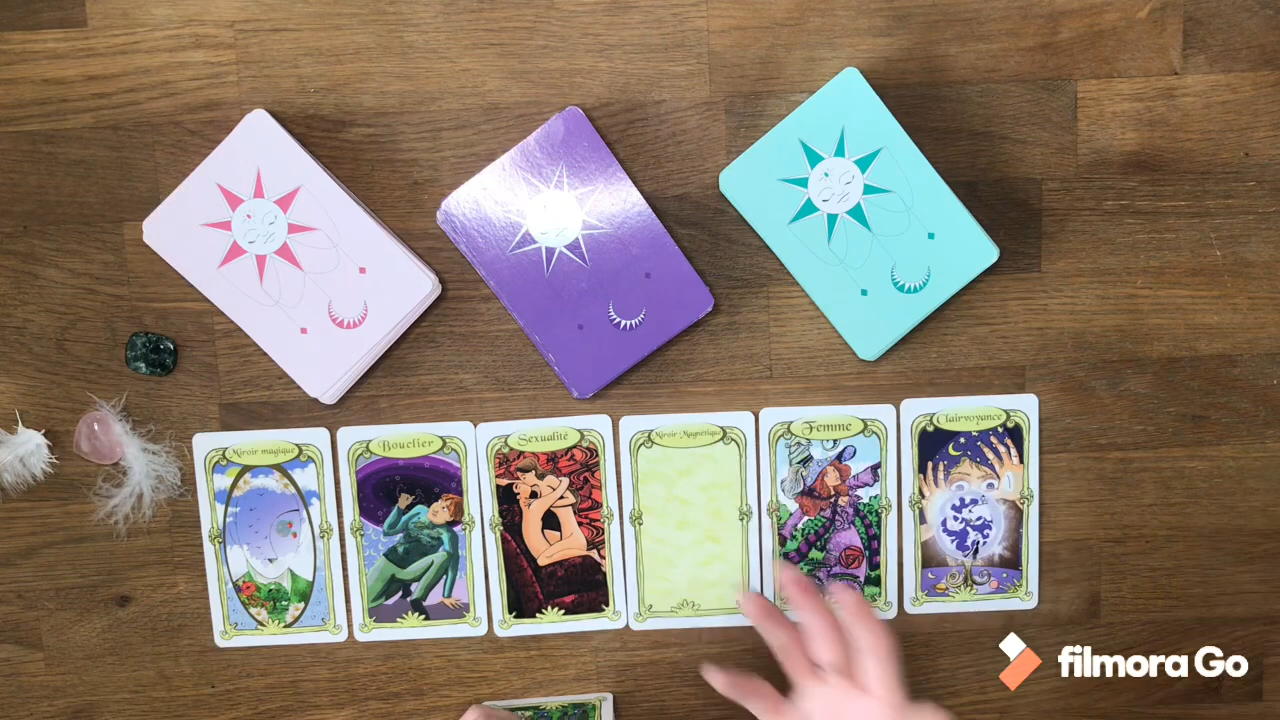 Miroir magique
Bouclier
Sexualité
Miroir Magnétique
Femme
Clairvoyance
filmora Go